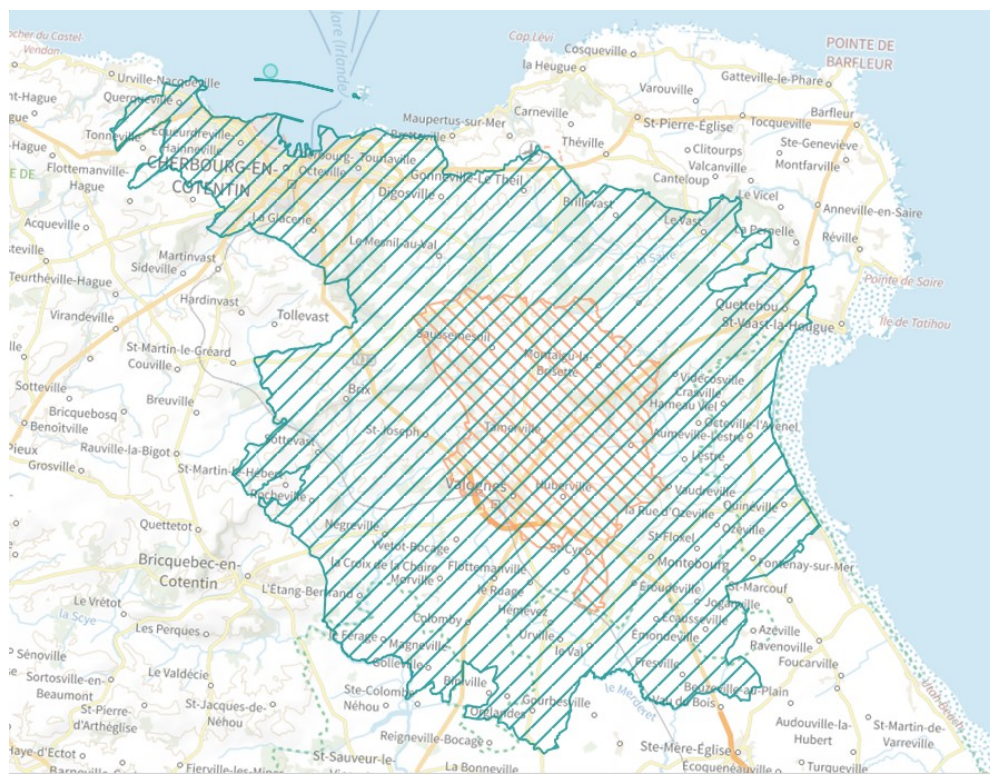 Cap Lévi
POINTE DE
BARFLEUR
Vendon
Cosqueville
la Heugue
Gatteville-le-Phare
Urville-Nacqueville
Varouville
Querqueville
Carneville
Barfleur
Maupertus-sur-Mer
St-Pierre-Église
Tocqueville
Tonneville
Équeurdreville-
Hainneville
Bretteville
Théville
Clitourps
Ste-Geneviève
Valcanville
Montfarville
CHERBOURG-EN-
COTENTIN
Octeville
Tourlaville
Flottemanville-
Hague
Gonneville-Le Theil
Canteloup
Digosville
Le Vicel
Brillevast
Anneville-en-Saire
La Glacerie
Le Vast
la Pernelle
Acqueville
Réville
Le Mesnil-au-Val
la Saire
Martinvast
Sideville
Teurthéville-Hague
Pointe de Saire
Hardinvast
Quettehou
Virandeville
Tollevast
St-Vaast-la-Hougue
Île de Tatihou
Saussemesnil
St-Martin-le-Gréard
Couville
Montaigu-la-
Brisette
Videcosville
Crasville
Sotteville
Brix
Breuville
Hameau Viel
Bricquebosq
Octeville-l'Avenel
Benoitville
St-Joseph
Tamerville
Aumeville-Lestre
Sottevast
Rauville-la-Bigot
Lestre
Grosville
St-Martin-le-Hébert
Valognes
Huberville
Vaudreville
Rocheville
Quinéville
la Rue d'Ozeville
Négreville
Ozeville
Quettetot
St-Floxel
Yvetot-Bocage
St-Cyr
Bricquebec-en-
Cotentin
la Croix de la Chaire
Morville
Flottemanville
Montebourg
Fontenay-sur-Mer
L'Étang-Bertrand
le Ruage
Éroudeville
St-Marcouf
Le Vrétot
Hémevez
Joganville
la Scye
Colomby
Écausseville
Les Perques
Urville
Émondeville
Azéville
Ravenoville
Magneville
le Val
Sénoville
Fresville
Foucarville
Golleville
Le Valdécie
Sortosville-en-
Beaumont
Ste-Colombe
Néhou
Biniville
Beuzeville-au-Plain
le Merderet
St-Jacques-de-
Néhou
Gourbesville
St-Pierre-
d'Arthéglise
Orglandes
Audouville-la-
Hubert
St-Martin-de-
Varreville
Reigneville-Bocage
Ste-Mère-Église
St-Sauveur-le-
La Bonneville
Écoquenéauville
Turqueville